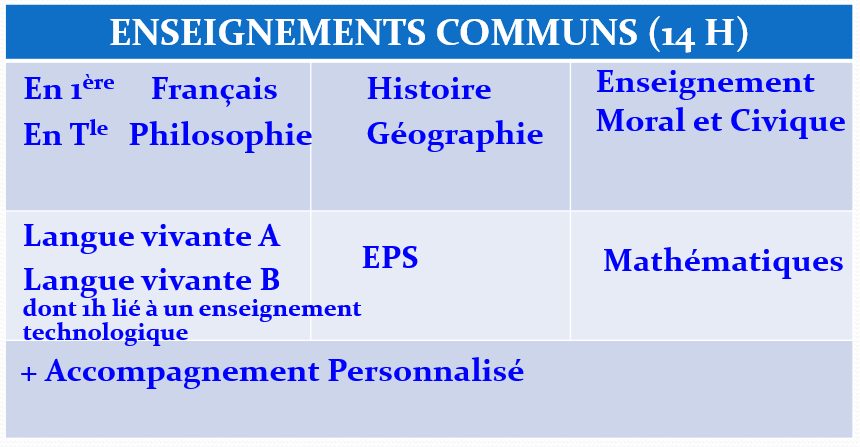 ENSEIGNEMENTS COMMUNS (14 H)
En 1ère Français
En Tle Philosophie
Histoire
Géographie
Enseignement
Moral et Civique
Langue vivante A
Langue vivante B
dont 1h lié à un enseignement
technologique
EPS
Mathématiques
+ Accompagnement Personnalisé